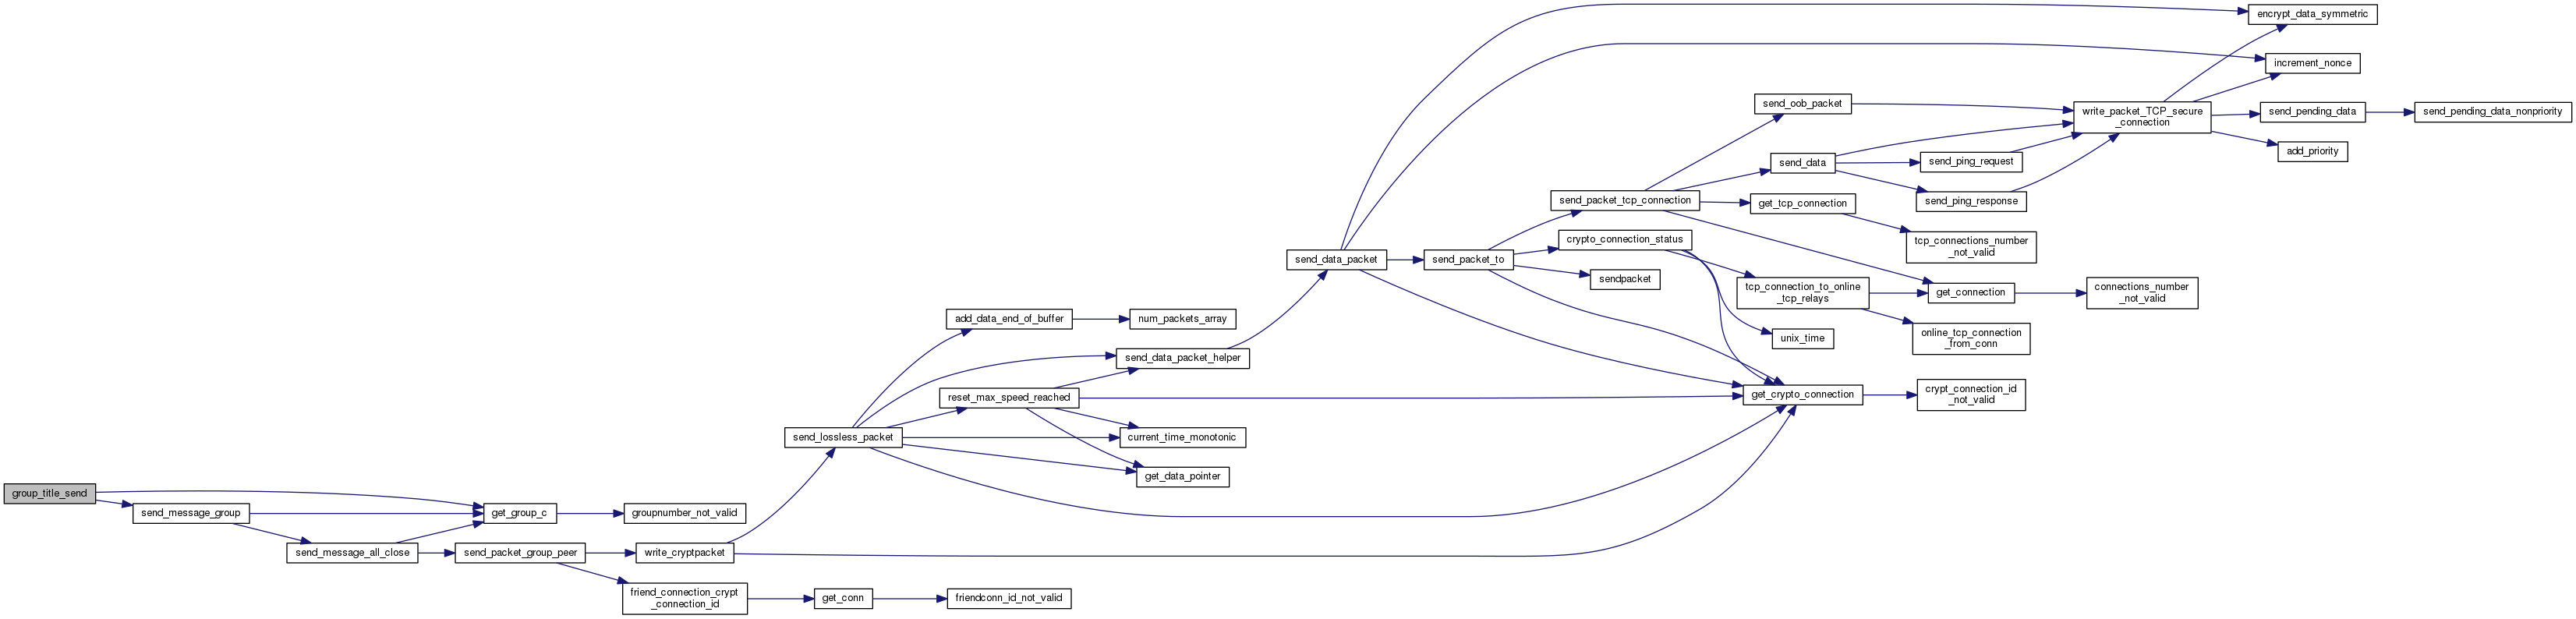 group_title_send
send_message_group
send_message_all_close
get_group_c
groupnumber_not_valid
send_packet_group_peer
write_cryptpacket
friend_connection_crypt
_connection_id
get_conn
friendconn_id_not_valid
send_lossless_packet
add_data_end_of_buffer
num_packets_array
send_data_packet_helper
reset_max_speed_reached
current_time_monotonic
get_data_pointer
send_data_packet
send_packet_to
send_packet_tcp_connection
crypto_connection_status
sendpacket
send_oob_packet
send_data
get_tcp_connection
tcp_connection_to_online
_tcp_relays
unix_time
get_crypto_connection
send_ping_request
send_ping_response
tcp_connections_number
_not_valid
get_connection
online_tcp_connection
_from_conn
crypt_connection_id
_not_valid
write_packet_TCP_secure
_connection
connections_number
_not_valid
encrypt_data_symmetric
increment_nonce
send_pending_data
add_priority
send_pending_data_nonpriority